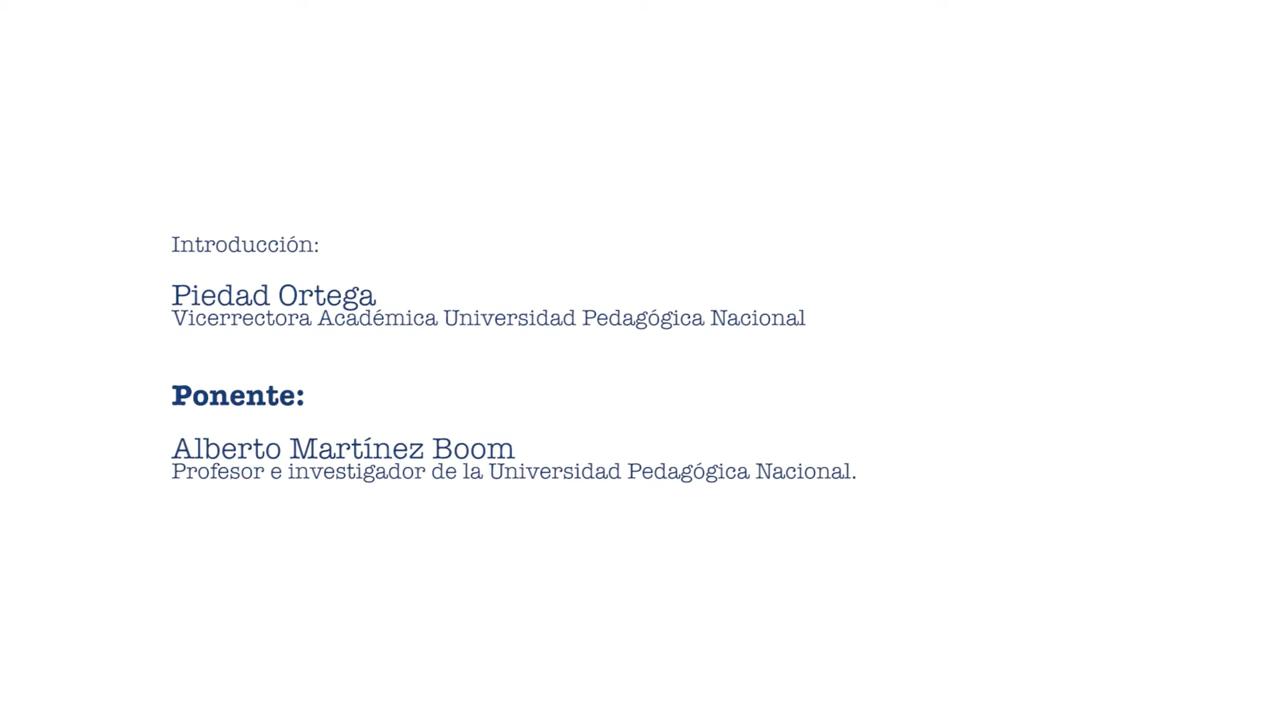 Introducción:
Piedad Ortega
Vicerrectora Académica Universidad Pedagógica Nacional
Ponente:
Alberto Martínez Boom
Profesor e investigador de la Universidad Pedagógica Nacional.